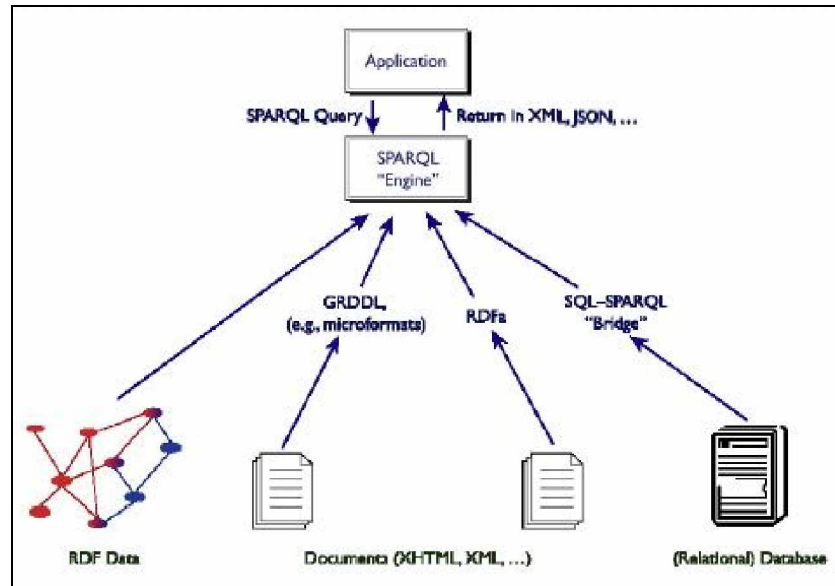 Application
SPARQL Query
Return in XML, JSON, ...
SPARQL
"Engine"
GRDDL,
(e.g., microformats)
RDFa
SQL–SPARQL
"Bridge"
RDF Data
Documents (XHTML, XML, ...)
(Relational) Database